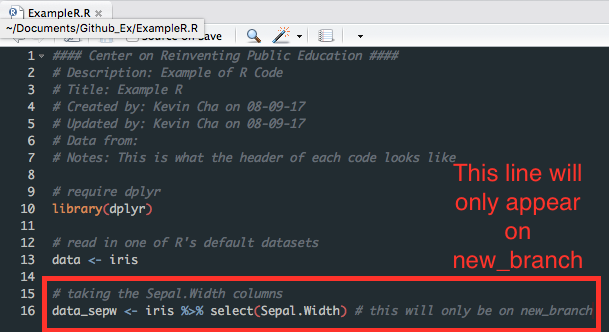 ExampleR.R
~/Documents/Github_Ex/ExampleR.R
Source on Save
1 #### Center on Reinventing Public Education ####
2 # Description: Example of R Code
3 # Title: Example R
4 # Created by: Kevin Cha on 08-09-17
5 # Updated by: Kevin Cha on 08-09-17
6 # Data from:
7 # Notes: This is what the header of each code looks like
8
9 # require dplyr
10 library(dplyr)
11
12 # read in one of R's default datasets
13 data <- iris
14
15 # taking the Sepal.Width columns
16 data_sepw <- iris %>% select(Sepal.Width) # this will only be on new_branch
This line will
only appear
on
new_branch